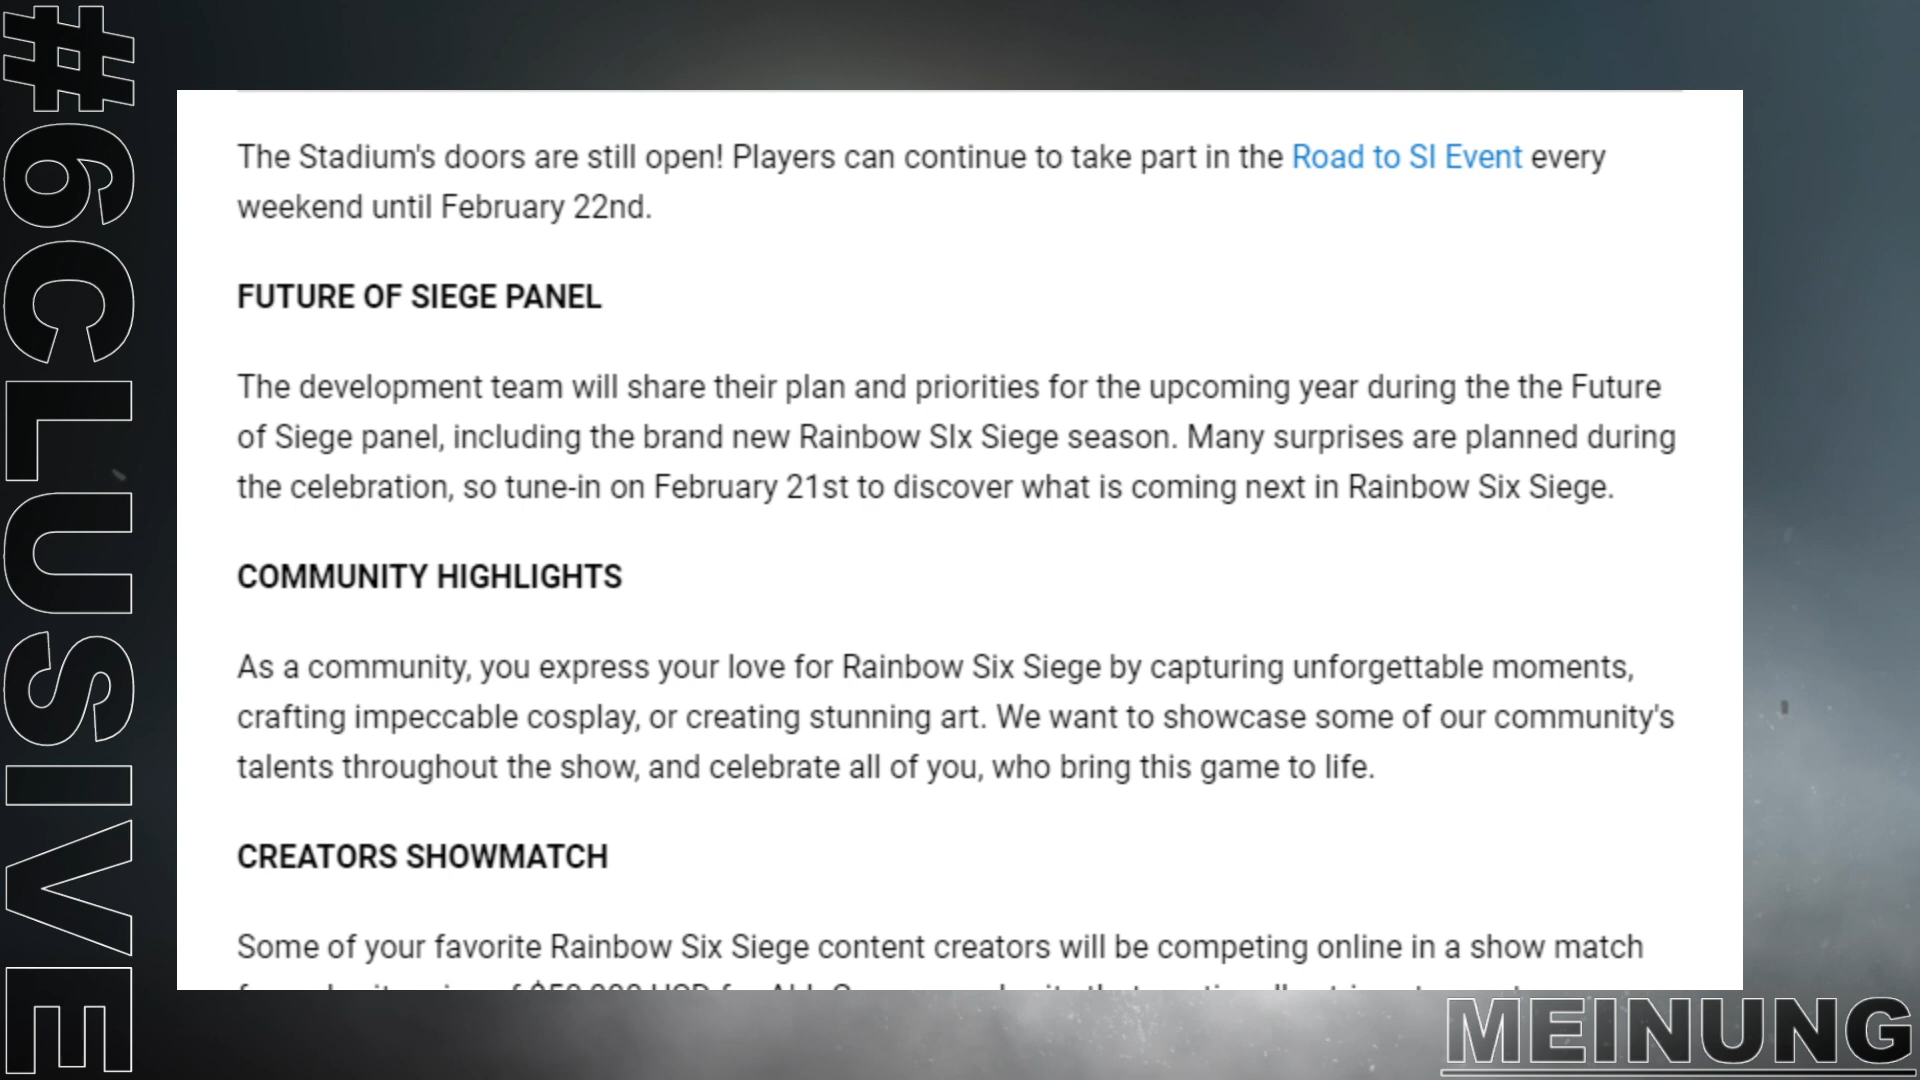 #6CLUSIVE
The Stadium's doors are still open! Players can continue to take part in the Road to SI Event every
weekend until February 22nd.
FUTURE OF SIEGE PANEL
The development team will share their plan and priorities for the upcoming year during the the Future
of Siege panel, including the brand new Rainbow SIx Siege season. Many surprises are planned during
the celebration, so tune-in on February 21st to discover what is coming next in Rainbow Six Siege.
COMMUNITY HIGHLIGHTS
As a community, you express your love for Rainbow Six Siege by capturing unforgettable moments,
crafting impeccable cosplay, or creating stunning art. We want to showcase some of our community's
talents throughout the show, and celebrate all of you, who bring this game to life.
CREATORS SHOWMATCH
Some of your favorite Rainbow Six Siege content creators will be competing online in a show match
MEINUNG